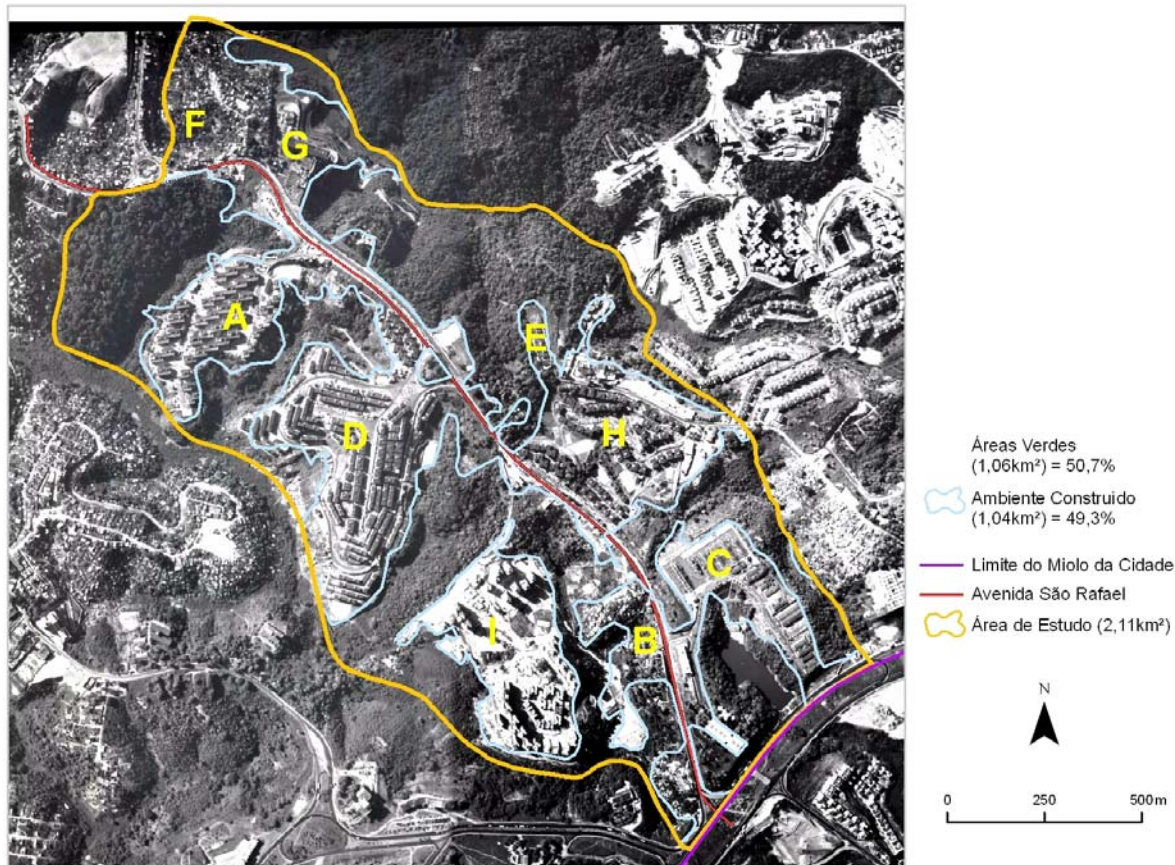 F
G
A
E
D
H
C
I
B
Áreas Verdes
(1,06km²) = 50,7%
Ambiente Construído
(1,04km²) = 49,3%
Limite do Miolo da Cidade
Avenida São Rafael
Área de Estudo (2,11km²)
N
0 250 500m